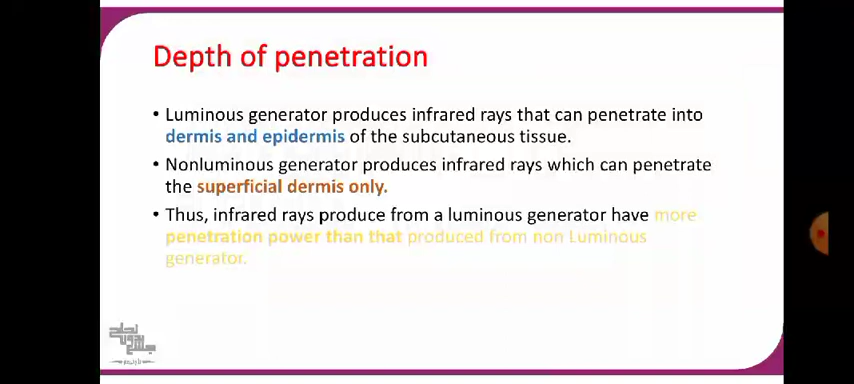 Depth of penetration
• Luminous generator produces infrared rays that can penetrate into
dermis and epidermis of the subcutaneous tissue.
• Nonluminous generator produces infrared rays which can penetrate
the superficial dermis only.
• Thus, infrared rays produce from a luminous generator have more
penetration power than that produced from non Luminous
generator.